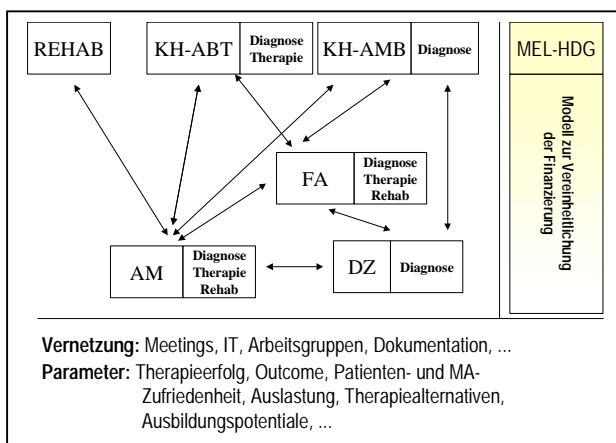 REHAB
KH-ABT
Diagnose
Therapie
KH-AMB
Diagnose
MEL-HDG
FA
Diagnose
Therapie
Rehab
AM
Diagnose
Therapie
Rehab
DZ
Diagnose
Modell zur Vereinheitlichung
der Finanzierung
Vernetzung: Meetings, IT, Arbeitsgruppen, Dokumentation, ...
Parameter: Therapieerfolg, Outcome, Patienten- und MA-
Zufriedenheit, Auslastung, Therapiealternativen,
Ausbildungspotentiale, ...